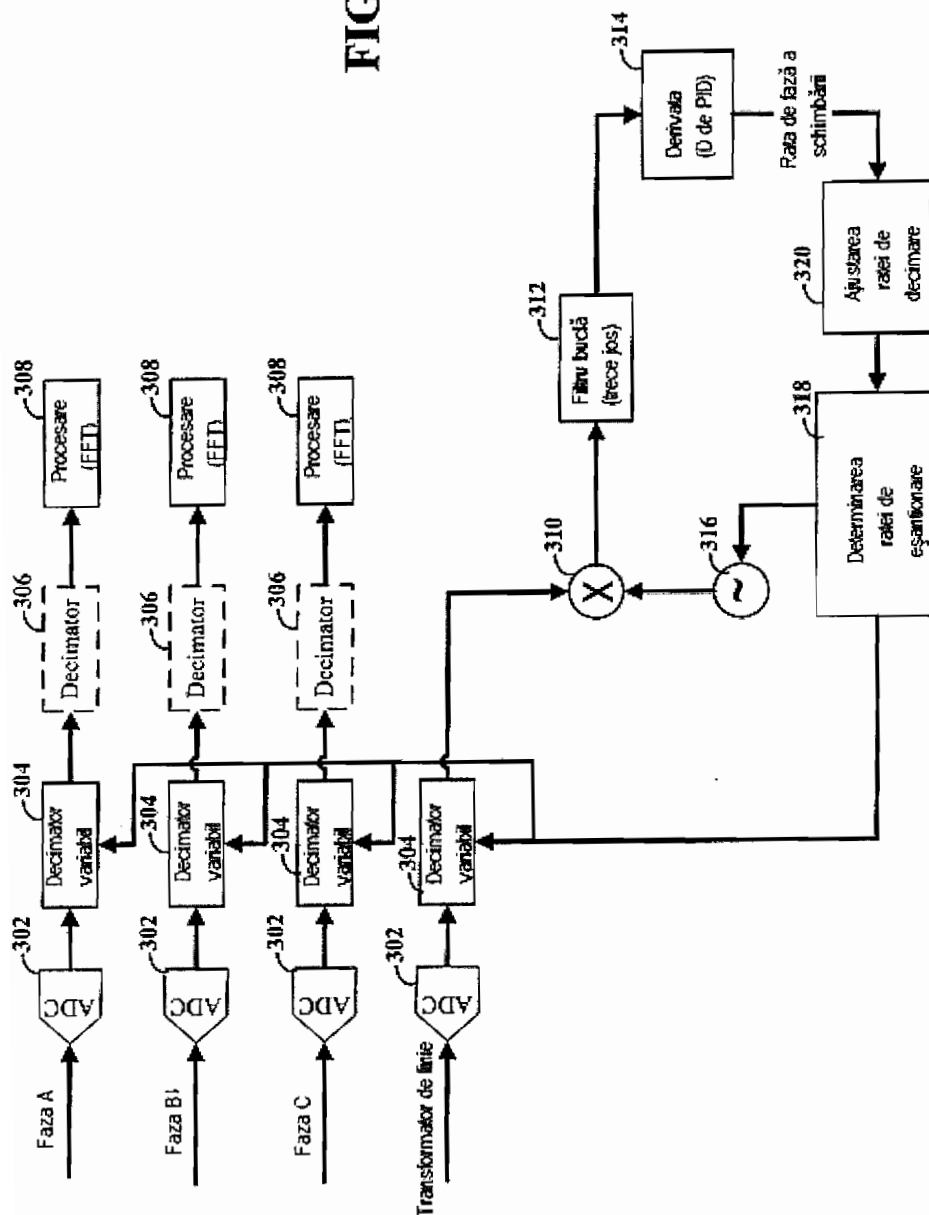 FIG
Faza A
302
ADC
304
Decimator
variabil
306
Decimator
308
Procesare
(FFT)
Faza B
302
ADC
304
Decimator
variabil
306
Decimator
308
Procesare
(FFT)
Faza C
302
ADC
304
Decimator
variabil
306
Decimator
308
Procesare
(FFT)
Transformator de linie
302
ADC
304
Decimator
variabil
310
X
312
Filtru buclă
(trece jos)
314
Derivata
(D de PID)
Rata de fază a
schimbării
316
~
318
Determinarea
ratei de
eşantionare
320
Ajustarea
ratei de
decimare